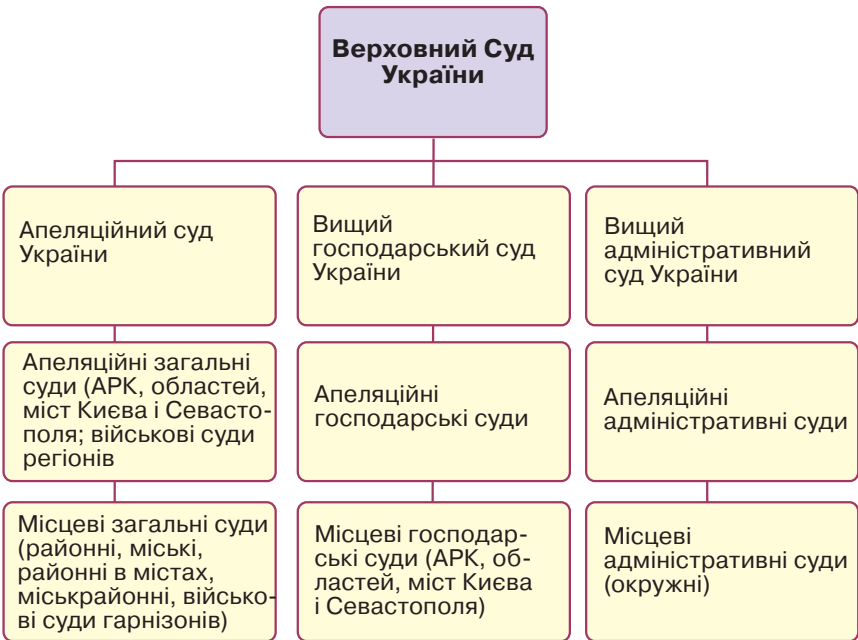 Верховний Суд
України
Апеляційний суд
України
Вищий
господарський суд
України
Вищий
адміністративний
суд України
Апеляційні загальні
суди (АРК, областей,
міст Києва і Севасто-
поля; військові суди
регіонів
Апеляційні
господарські суди
Апеляційні
адміністративні суди
Місцеві загальні суди
(районні, міські,
районні в містах,
міськрайонні, військо-
ві суди гарнізонів)
Місцеві господар-
ські суди (АРК, об-
ластей, міст Києва
і Севастополя)
Місцеві
адміністративні суди
(окружні)